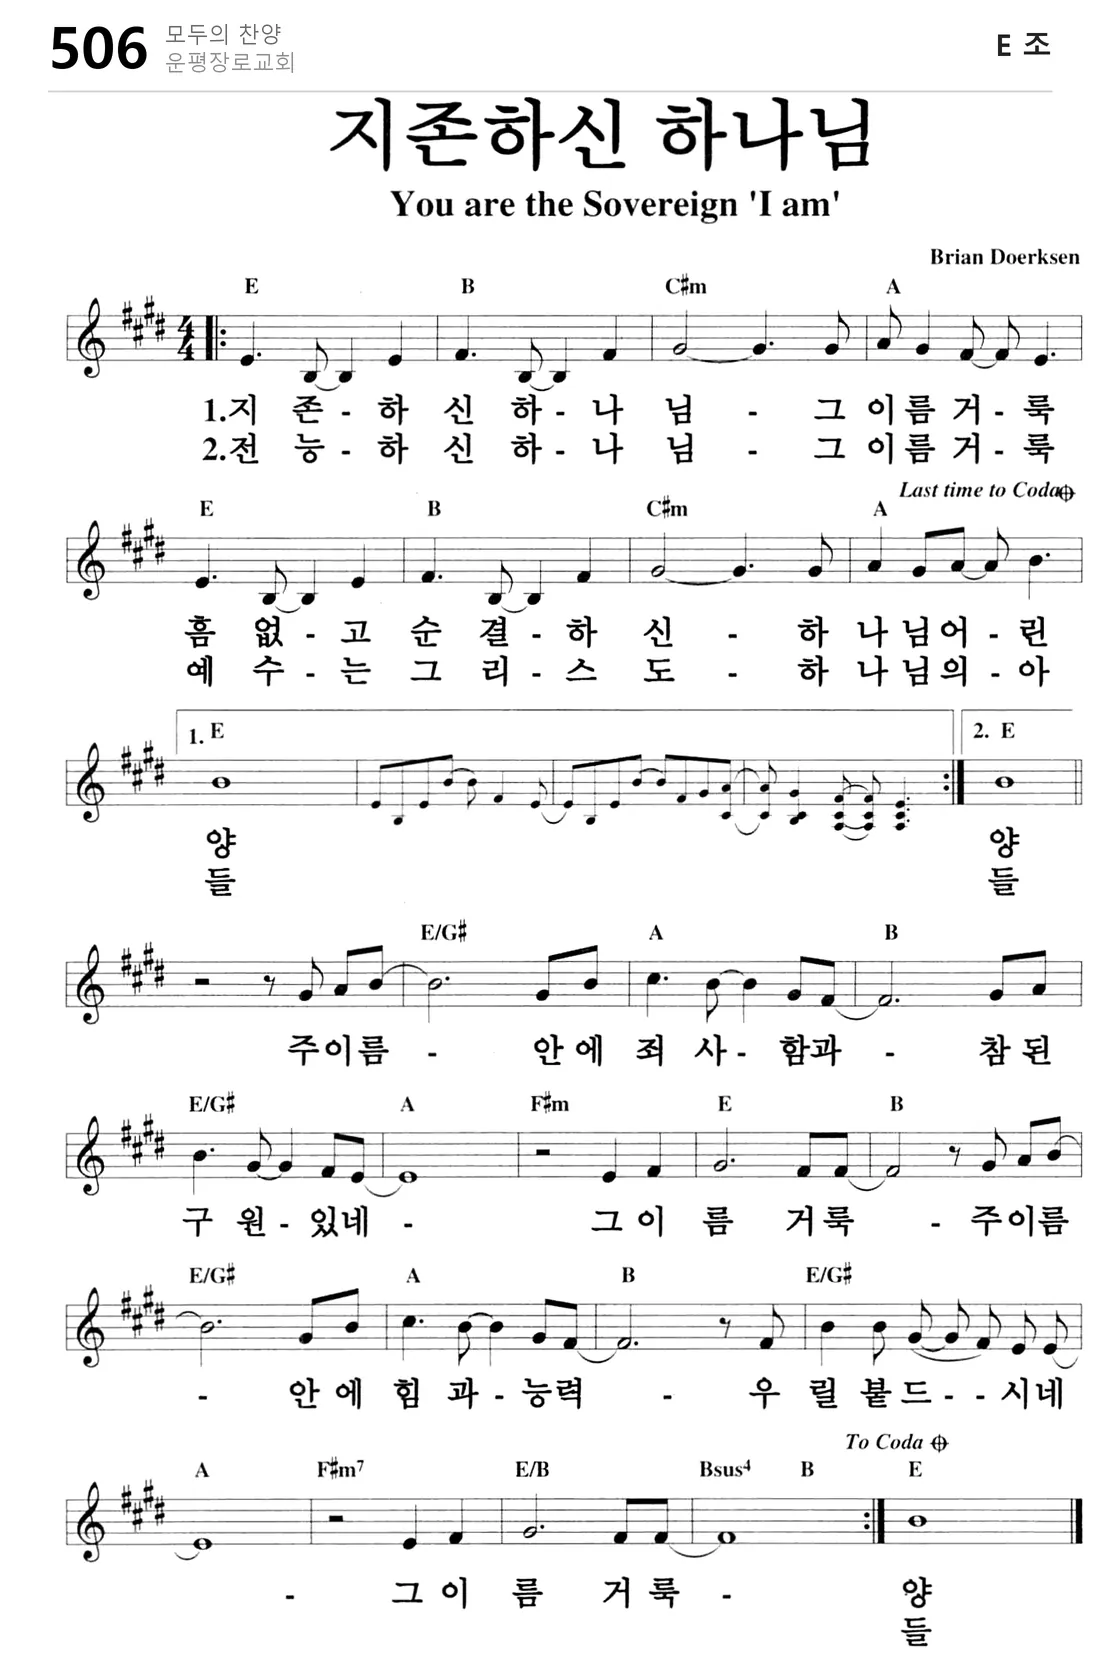 506 모두의 찬양
운평장로교회
E 조
지존하신 하나님
You are the Sovereign 'I am'
Brian Doerksen
E B C♯m A
4/4
1.지 존 - 하 신 하 - 나 님 - 그 이 름 거 - 룩
2.전 능 - 하 신 하 - 나 님 - 그 이 름 거 - 룩
Last time to Coda
E B C♯m A
흠 없 - 고 순 결 - 하 신 - 하 나 님 어 - 린
예 수 - 는 그 리 - 스 도 - 하 나 님 의 - 아
1. E 2. E
양 양
들 들
E/G♯ A B
주 이 름 - 안 에 죄 사 - 함 과 - 참 된
E/G♯ A F♯m E B
구 원 - 있 네 - 그 이 름 거 룩 - 주 이 름
E/G♯ A B E/G♯
- 안 에 힘 과 - 능 력 - 우 릴 붙 드 - - 시 네
To Coda
A F♯m7 E/B Bsus4 B E
- 그 이 름 거 룩 - 양
들